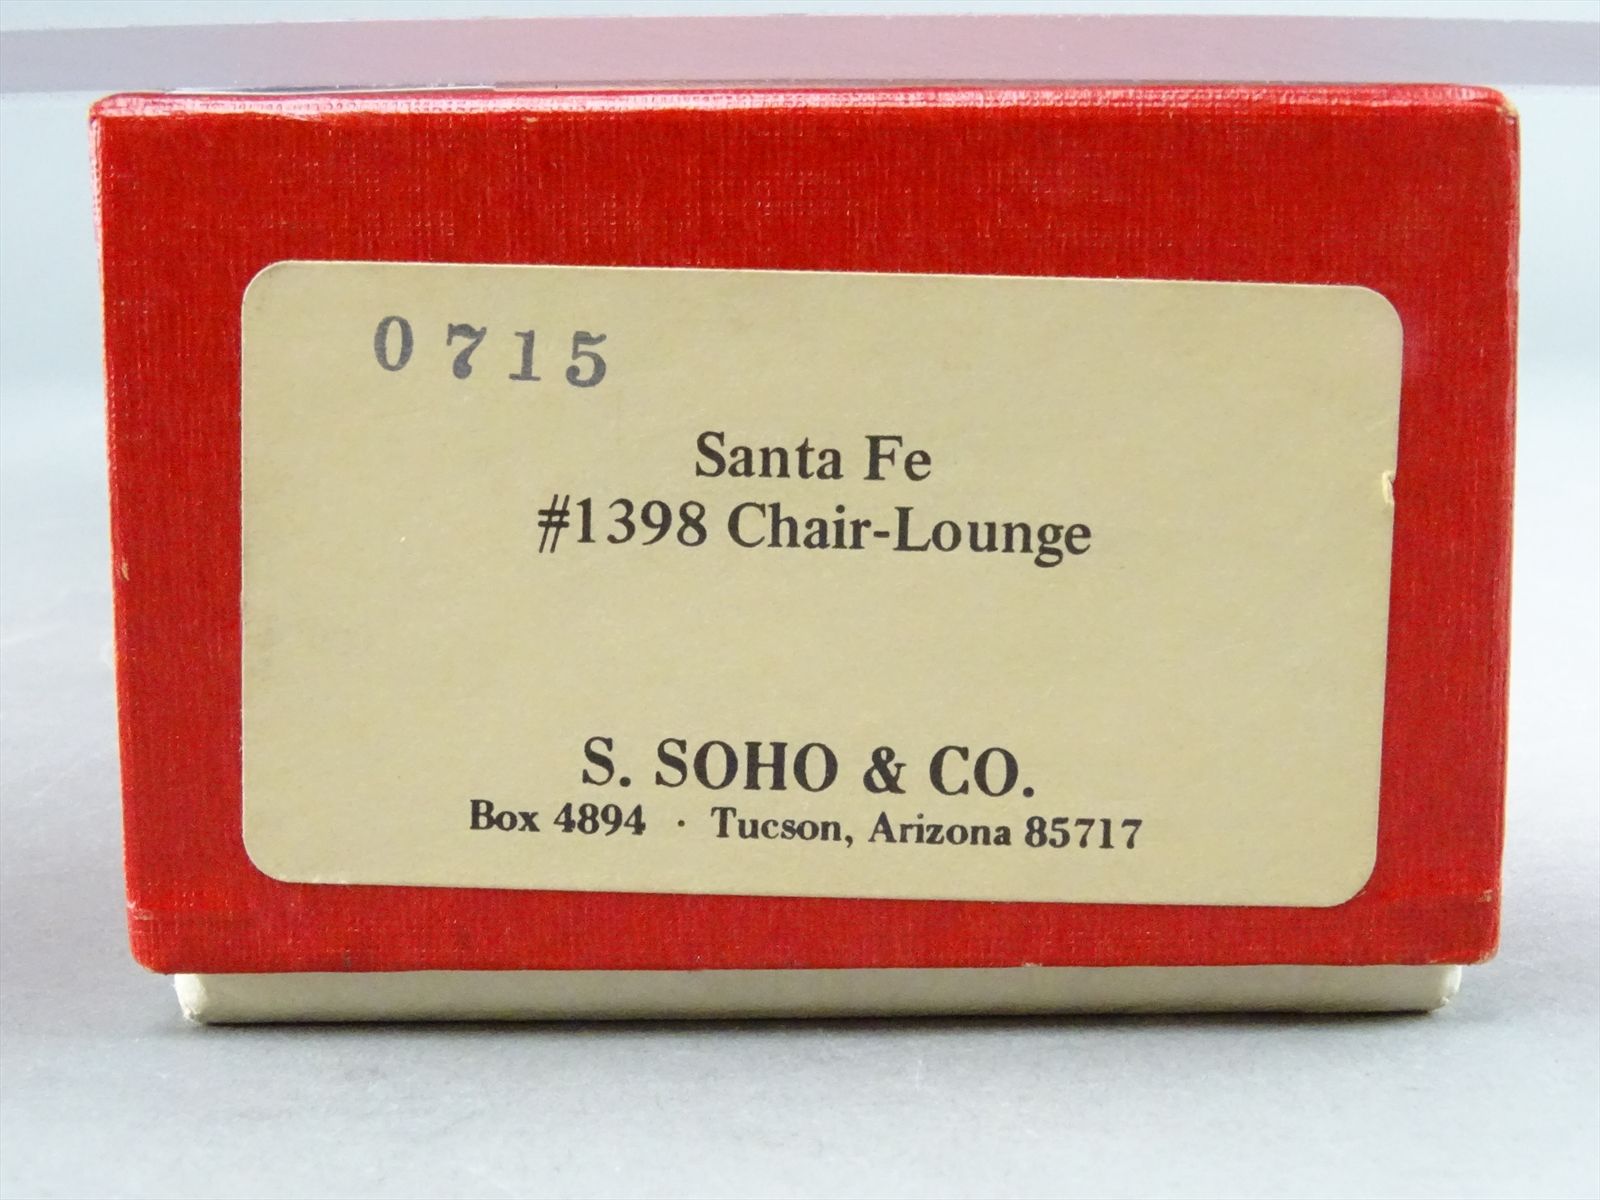 0715
Santa Fe
#1398 Chair-Lounge
S. SOHO & CO.
Box 4894 · Tucson, Arizona 85717